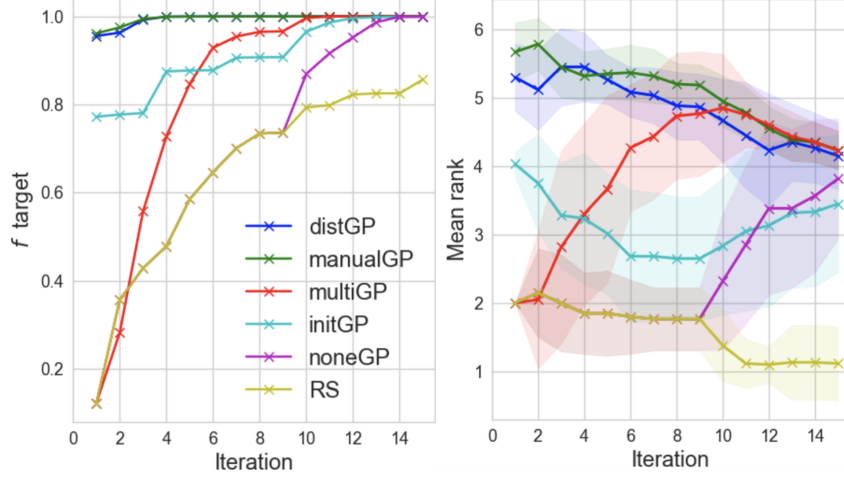 1.0
0.8
0.6
0.4
0.2
f target
0 2 4 6 8 10 12 14
Iteration
distGP
manualGP
multiGP
initGP
noneGP
RS
6
5
4
3
2
1
Mean rank
0 2 4 6 8 10 12 14
Iteration